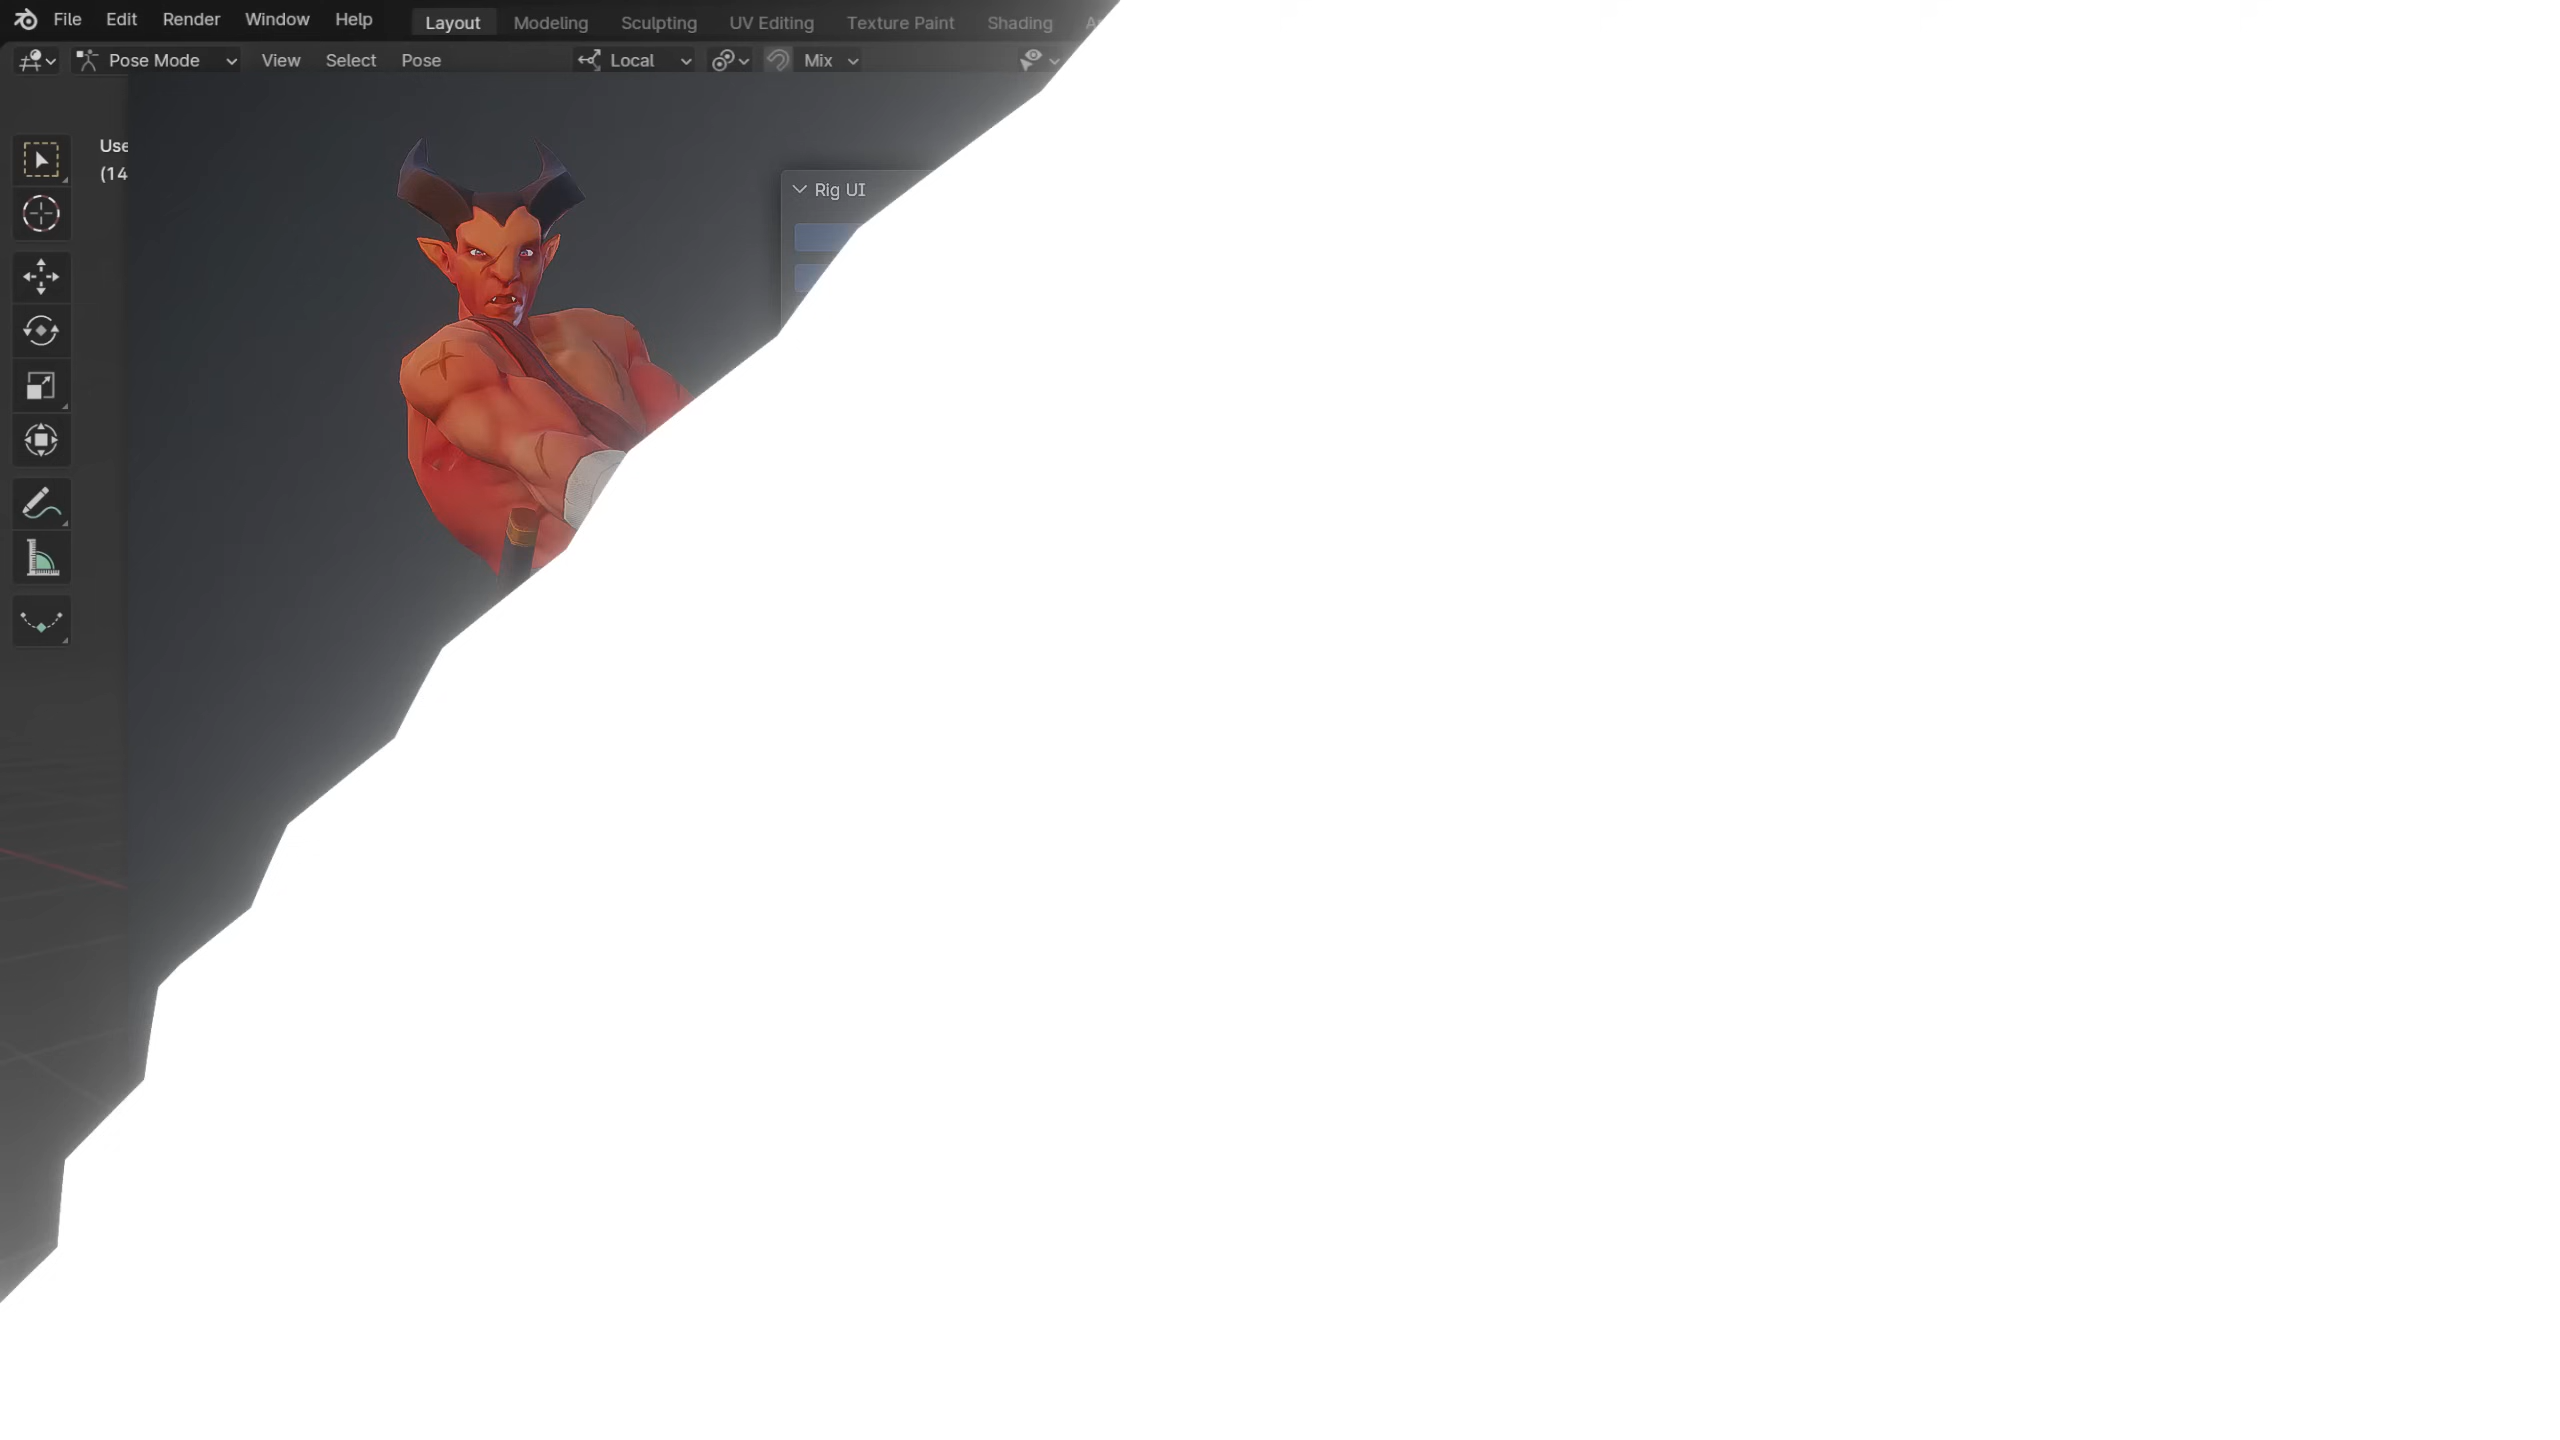 File Edit Render Window Help Layout Modeling Sculpting UV Editing Texture Paint Shading
Pose Mode View Select Pose Local Mix
Use
(14
Rig UI